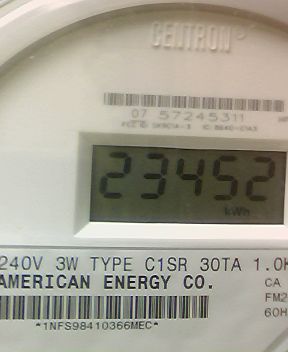 CENTRON®
07 57245311
23452
kWh
240V 3W TYPE C1SR 30TA 1.0K
AMERICAN ENERGY CO.
CA
FM2
60H
*1NFS98410366MEC*